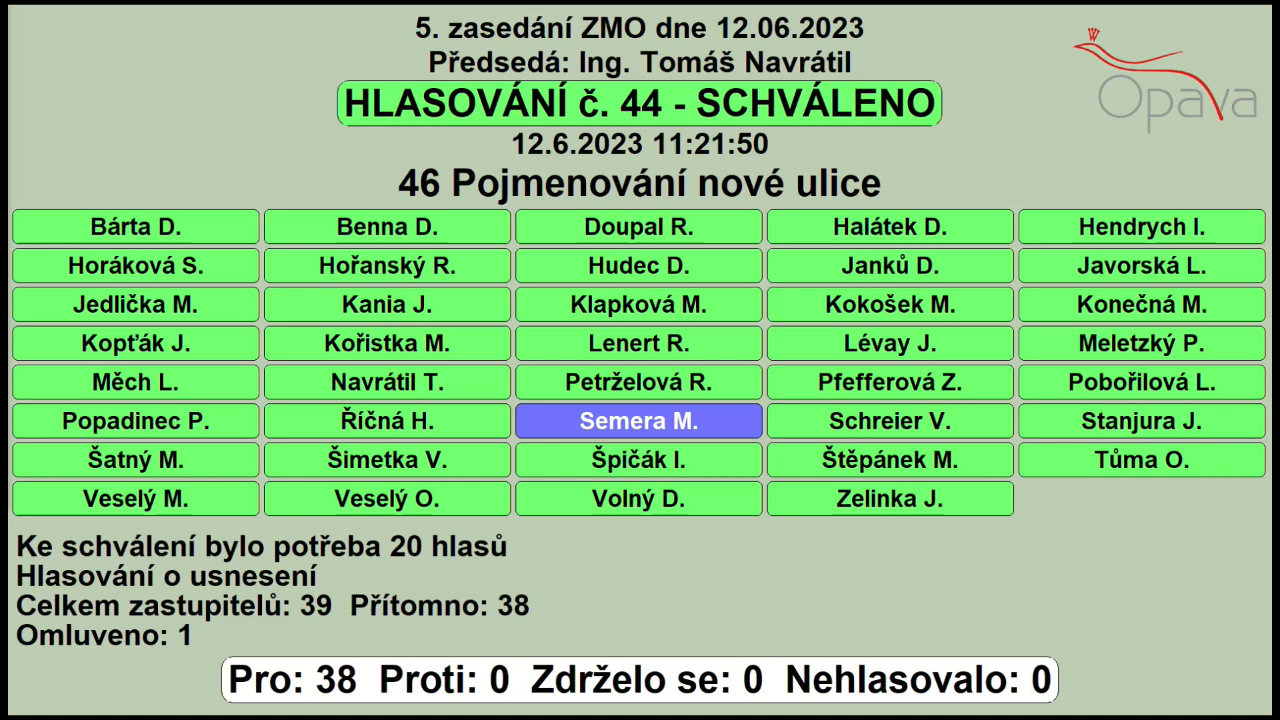 5. zasedání ZMO dne 12.06.2023
Předsedá: Ing. Tomáš Navrátil
HLASOVÁNÍ č. 44 - SCHVÁLENO
Opava
12.6.2023 11:21:50
46 Pojmenování nové ulice
Bárta D. Benna D. Doupal R. Halátek D. Hendrych I.
Horáková S. Hořanský R. Hudec D. Janků D. Javorská L.
Jedlička M. Kania J. Klapková M. Kokošek M. Konečná M.
Kopťák J. Kořistka M. Lenert R. Lévay J. Meletzký P.
Měch L. Navrátil T. Petrželová R. Pfefferová Z. Pobořilová L.
Popadinec P. Říčná H. Semera M. Schreier V. Stanjura J.
Šatný M. Šimetka V. Špičák I. Štěpánek M. Tůma O.
Veselý M. Veselý O. Volný D. Zelinka J.
Ke schválení bylo potřeba 20 hlasů
Hlasování o usnesení
Celkem zastupitelů: 39 Přítomno: 38
Omluveno: 1
Pro: 38 Proti: 0 Zdrželo se: 0 Nehlasovalo: 0